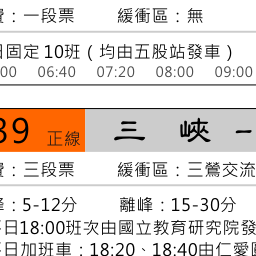 費：一段票 緩衝區：無
日固定 10班（均由五股站發車）
:00 06:40 07:20 08:00 09:00
39 正線 三 峽 -
費：三段票 緩衝區：三鶯交流
峰：5-12分 離峰：15-30分
日18:00班次由國立教育研究院發
日加班車：18:20、18:40由仁愛